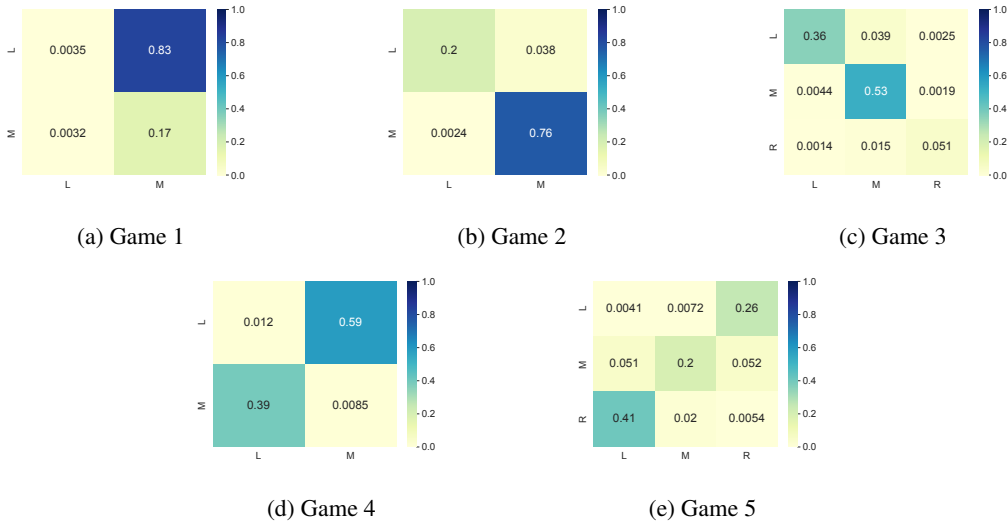 1.0
L 0.0035 0.83 0.8
0.6
0.4
M 0.0032 0.17 0.2
0.0
L M
(a) Game 1
1.0
L 0.2 0.038 0.8
0.6
0.4
M 0.0024 0.76 0.2
0.0
L M
(b) Game 2
1.0
L 0.36 0.039 0.0025 0.8
0.6
M 0.0044 0.53 0.0019
0.4
R 0.0014 0.015 0.051 0.2
0.0
L M R
(c) Game 3
1.0
L 0.012 0.59 0.8
0.6
0.4
M 0.39 0.0085 0.2
0.0
L M
(d) Game 4
1.0
L 0.0041 0.0072 0.26 0.8
0.6
M 0.051 0.2 0.052
0.4
R 0.41 0.02 0.0054 0.2
0.0
L M R
(e) Game 5